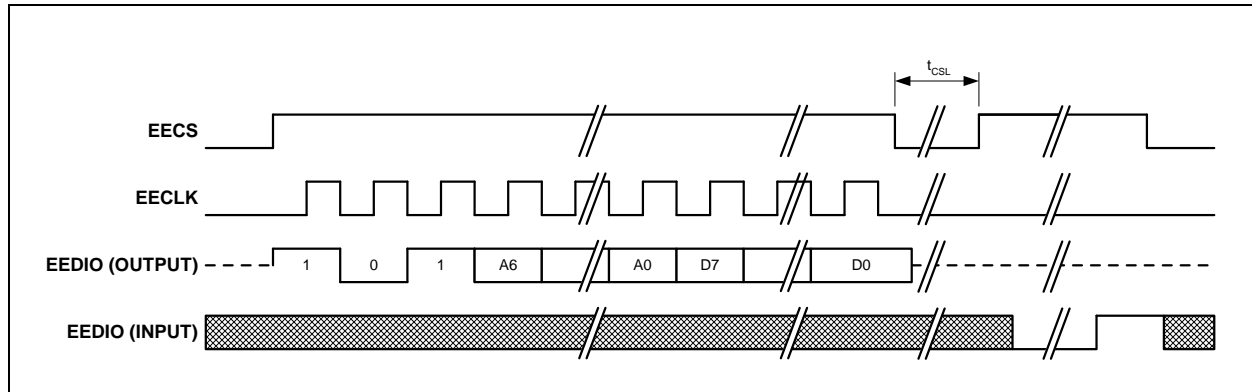 tCSL
EECS
EECLK
EEDIO (OUTPUT) 1 0 1 A6 A0 D7 D0
EEDIO (INPUT)